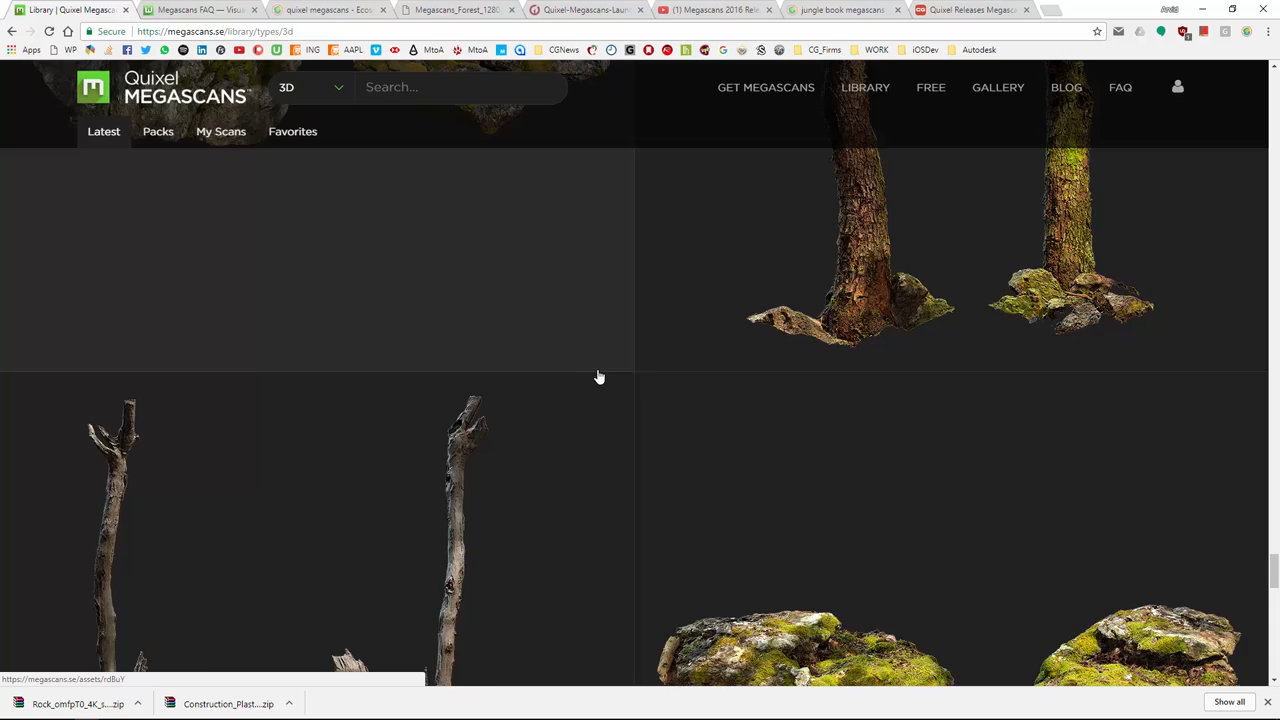 Library | Quixel Megasc
Megascans FAQ — Visu
quixel megascans - Eco
Megascans_Forest_1280
Quixel-Megascans-Laun
(1) Megascans 2016 Rele
jungle book megascans
Quixel Releases Megasc
Arvid
Secure
https://megascans.se/library/types/3d
Apps
WP
ING
AAPL
MtoA
MtoA
CGNews
CG_Firms
WORK
iOSDev
Autodesk
Quixel
MEGASCANS
3D
Search...
GET MEGASCANS
LIBRARY
FREE
GALLERY
BLOG
FAQ
Latest
Packs
My Scans
Favorites
https://megascans.se/assets/rdBuY
Rock_omfpT0_4K_s....zip
Construction_Plast....zip
Show all